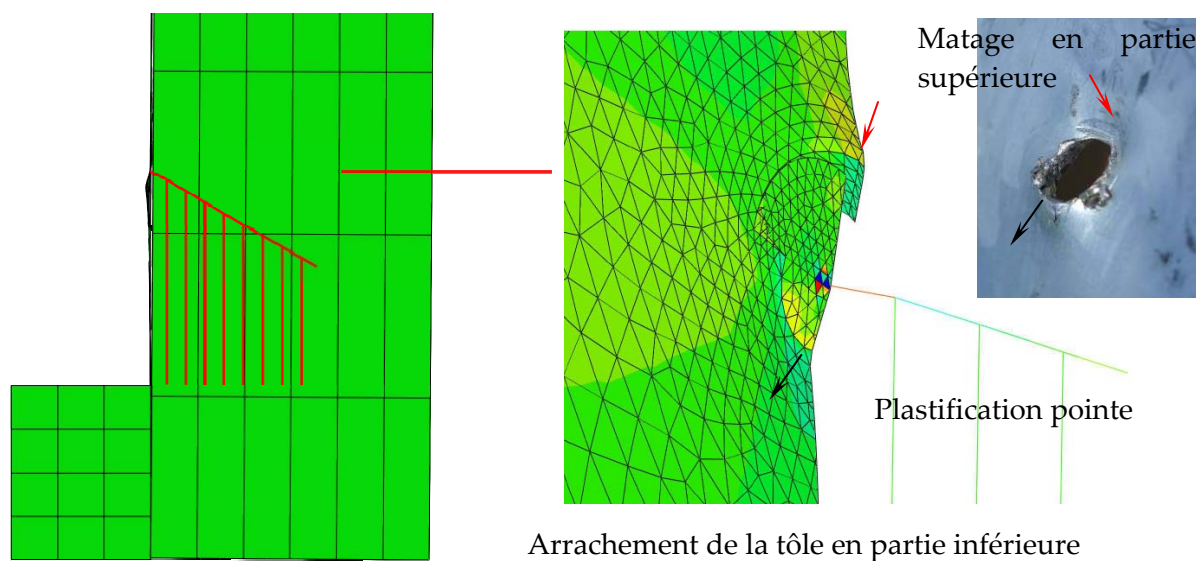 Matage en partie
supérieure
Plastification pointe
Arrachement de la tôle en partie inférieure